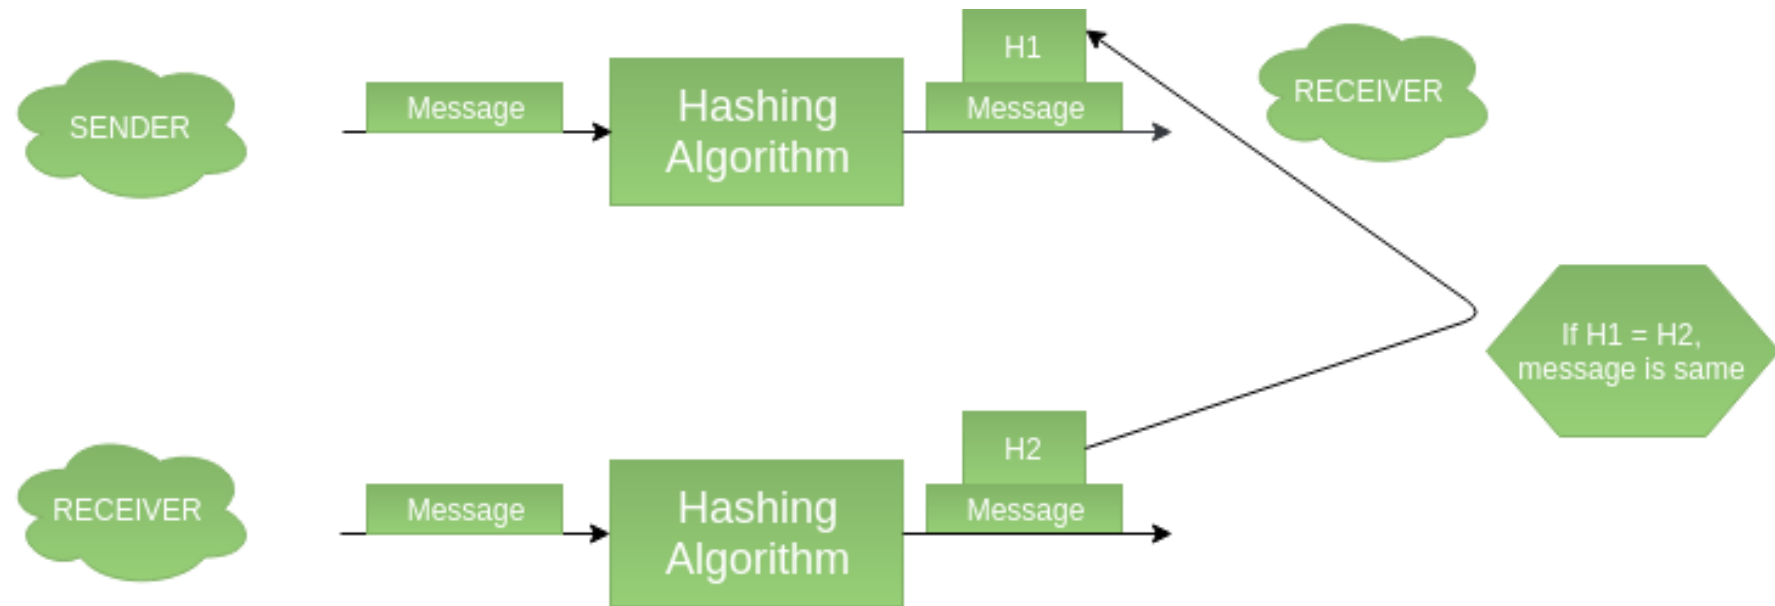 SENDER
Message
Hashing
Algorithm
H1
Message
RECEIVER
If H1 = H2,
message is same
RECEIVER
Message
Hashing
Algorithm
H2
Message